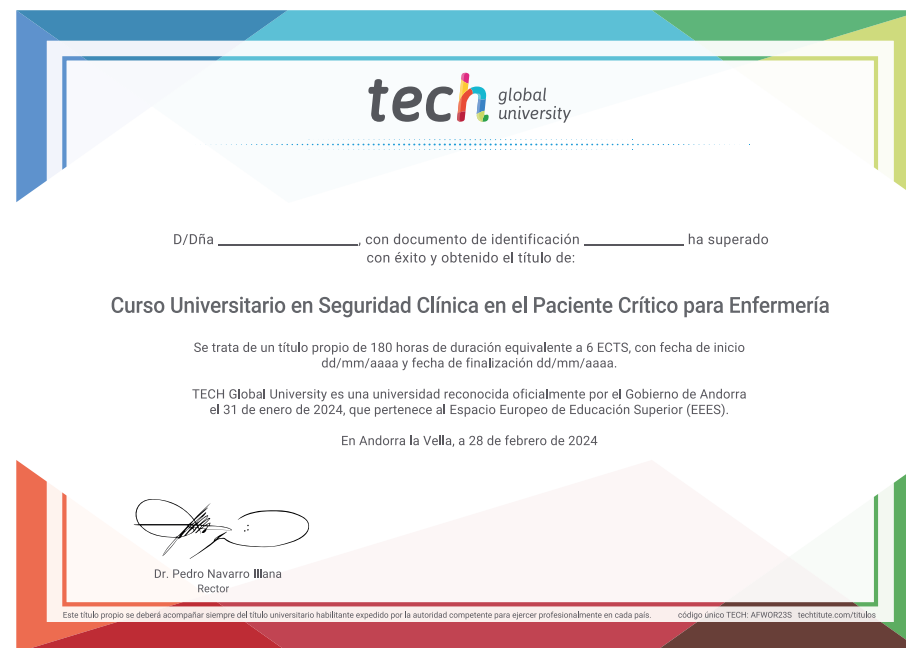 tech global university
D/Dña ____________________, con documento de identificación ______________ ha superado
con éxito y obtenido el título de:
Curso Universitario en Seguridad Clínica en el Paciente Crítico para Enfermería
Se trata de un título propio de 180 horas de duración equivalente a 6 ECTS, con fecha de inicio
dd/mm/aaaa y fecha de finalización dd/mm/aaaa.
TECH Global University es una universidad reconocida oficialmente por el Gobierno de Andorra
el 31 de enero de 2024, que pertenece al Espacio Europeo de Educación Superior (EEES).
En Andorra la Vella, a 28 de febrero de 2024
Dr. Pedro Navarro Illana
Rector
Este título propio se deberá acompañar siempre del título universitario habilitante expedido por la autoridad competente para ejercer profesionalmente en cada país. código único TECH: AFWOR23S techtitute.com/titulos